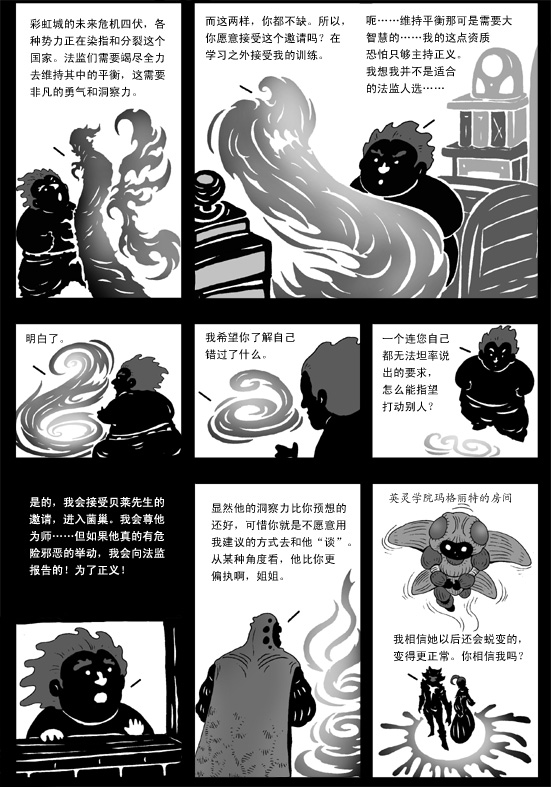 彩虹城的未来危机四伏，各
种势力正在染指和分裂这个
国家。法监们需要竭尽全力
去维持其中的平衡，这需要
非凡的勇气和洞察力。
而这两样，你都不缺。所以，
你愿意接受这个邀请吗？在
学习之外接受我的训练。
呃……维持平衡那可是需要大
智慧的……我的这点资质
恐怕只够主持正义。
我想我并不是适合
的法监人选……
明白了。
我希望你了解自己
错过了什么。
一个连您自己
都无法坦率说
出的要求，
怎么能指望
打动别人？
是的，我会接受贝莱先生的
邀请，进入菌巢。我会尊他
为师……但如果他真的有危
险邪恶的举动，我会向法监
报告的！为了正义！
显然他的洞察力比你预想的
还好，可惜你就是不愿意用
我建议的方式去和他“谈”。
从某种角度看，他比你更
偏执啊，姐姐。
英灵学院玛格丽特的房间
我相信她以后还会蜕变的，
变得更正常。你相信我吗？